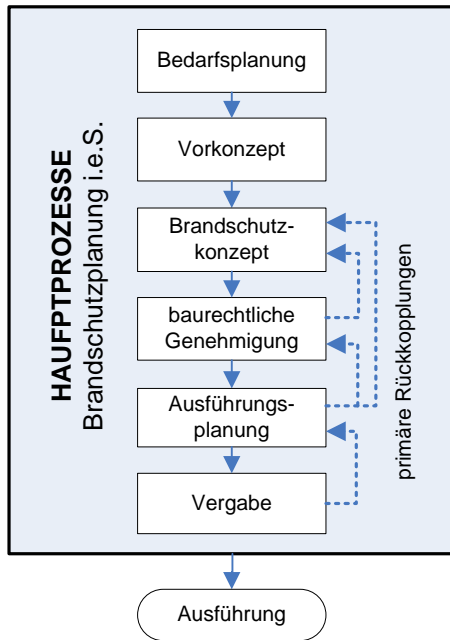 HAUFPTPROZESSE
Brandschutzplanung i.e.S.
Bedarfsplanung
Vorkonzept
Brandschutz-
konzept
baurechtliche
Genehmigung
Ausführungs-
planung
Vergabe
primäre Rückkopplungen
Ausführung